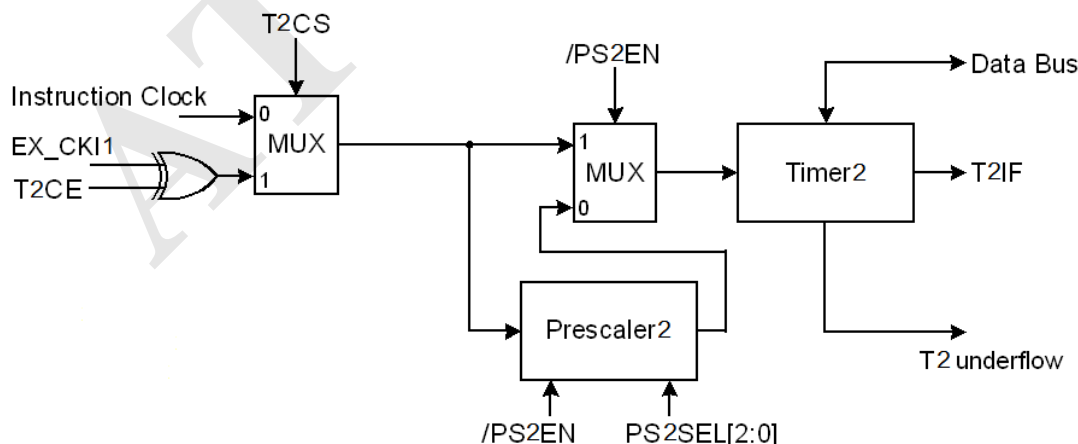 T2CS
/PS2EN
Data Bus
Instruction Clock
0
MUX
EX_CKI1
T2CE
1
1
MUX
0
Timer2
T2IF
Prescaler2
T2 underflow
/PS2EN
PS2SEL[2:0]
AT